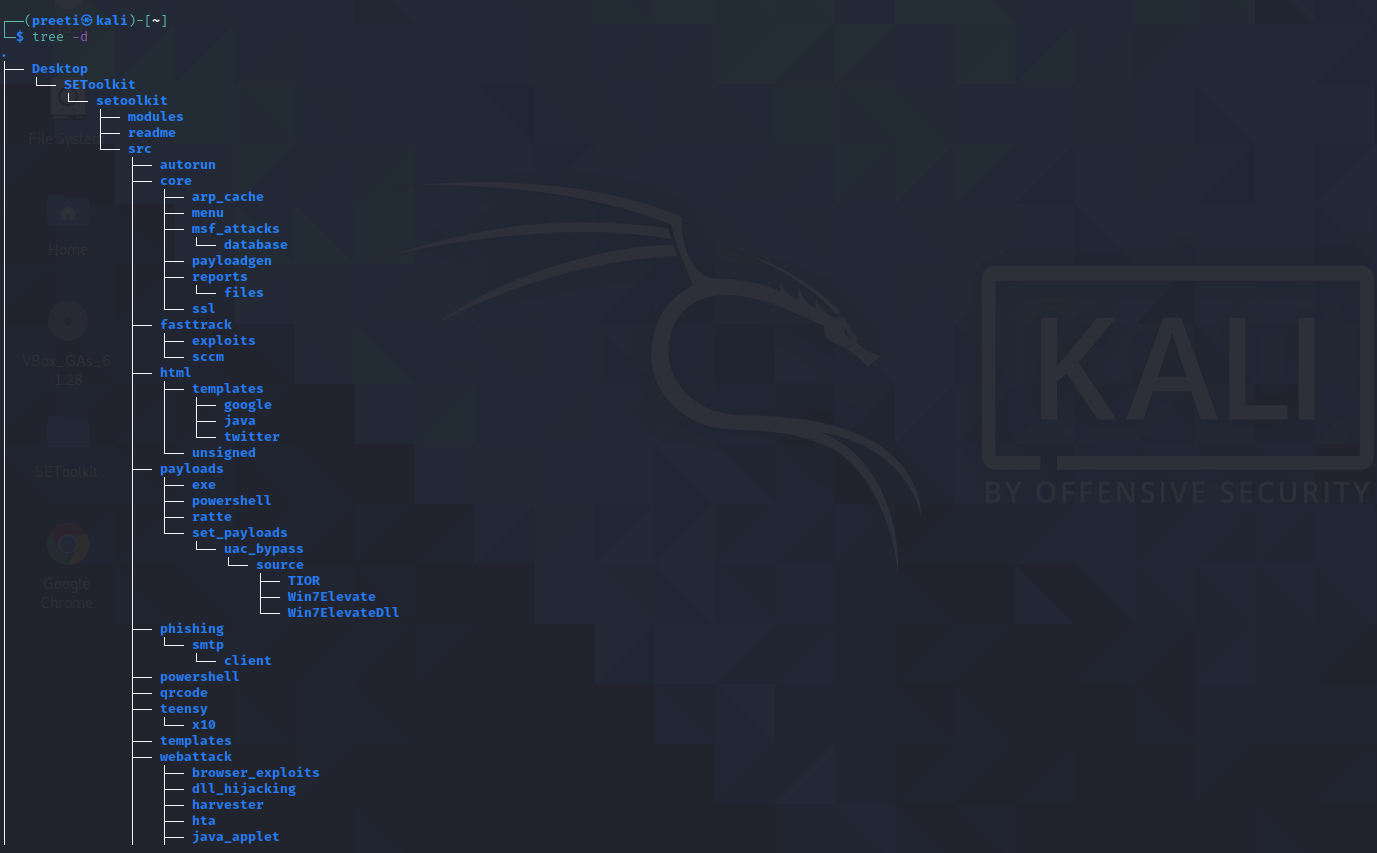 ┌──(preeti㉿kali)-[~]
└─$ tree -d
.
├── Desktop
│   └── SEToolkit
│       └── setoolkit
│           ├── modules
│           ├── readme
│           └── src
│               ├── autorun
│               ├── core
│               │   ├── arp_cache
│               │   ├── menu
│               │   ├── msf_attacks
│               │   │   └── database
│               │   ├── payloadgen
│               │   ├── reports
│               │   │   └── files
│               │   └── ssl
│               ├── fasttrack
│               │   ├── exploits
│               │   └── sccm
│               ├── html
│               │   ├── templates
│               │   │   ├── google
│               │   │   ├── java
│               │   │   └── twitter
│               │   └── unsigned
│               ├── payloads
│               │   ├── exe
│               │   ├── powershell
│               │   ├── ratte
│               │   └── set_payloads
│               │       └── uac_bypass
│               │           └── source
│               │               ├── TIOR
│               │               ├── Win7Elevate
│               │               └── Win7ElevateDll
│               ├── phishing
│               │   └── smtp
│               │       └── client
│               ├── powershell
│               ├── qrcode
│               ├── teensy
│               │   └── x10
│               ├── templates
│               ├── webattack
│               │   ├── browser_exploits
│               │   ├── dll_hijacking
│               │   ├── harvester
│               │   ├── hta
│               │   ├── java_applet
File System
Home
VBox_GAs_6
1.28
SEToolkit
Google
Chrome
KALI
BY OFFENSIVE SECURITY